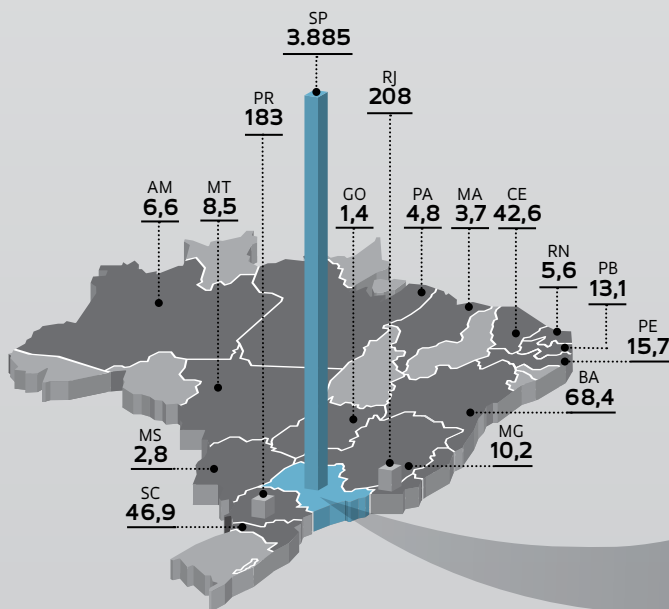 SP
3.885
PR
183
RJ
208
AM
6,6
MT
8,5
GO
1,4
PA
4,8
MA
3,7
CE
42,6
RN
5,6
PB
13,1
PE
15,7
BA
68,4
MG
10,2
MS
2,8
SC
46,9